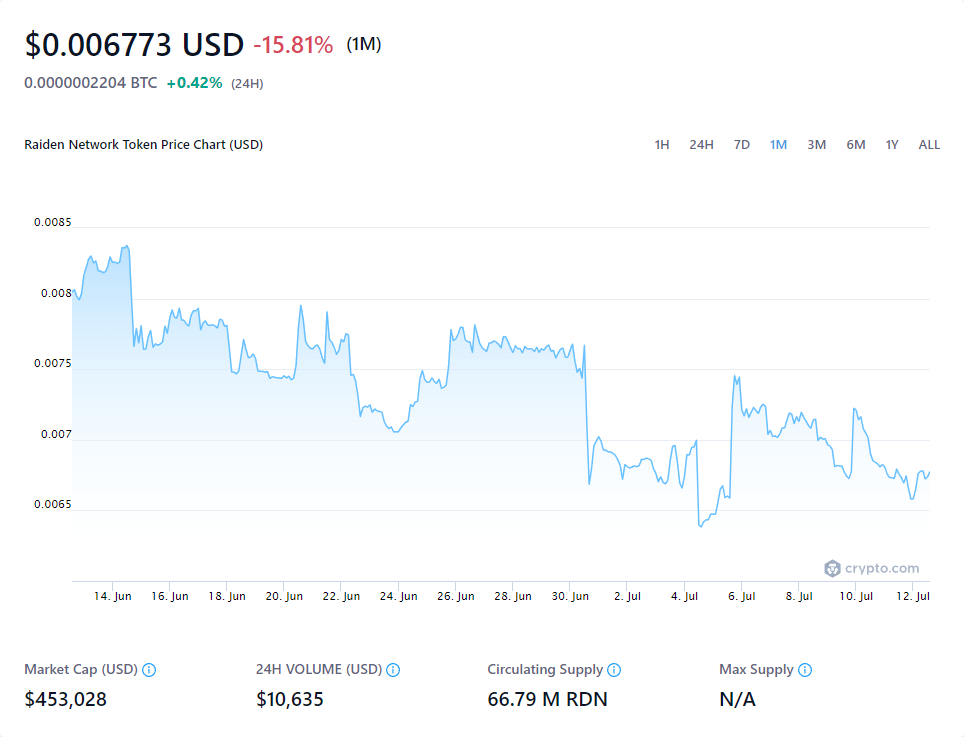 $0.006773 USD -15.81% (1M)
0.0000002204 BTC +0.42% (24H)
Raiden Network Token Price Chart (USD)
1H 24H 7D 1M 3M 6M 1Y ALL
0.0085
0.008
0.0075
0.007
0.0065
crypto.com
14. Jun 16. Jun 18. Jun 20. Jun 22. Jun 24. Jun 26. Jun 28. Jun 30. Jun 2. Jul 4. Jul 6. Jul 8. Jul 10. Jul 12. Jul
Market Cap (USD) 24H VOLUME (USD) Circulating Supply Max Supply
$453,028 $10,635 66.79 M RDN N/A